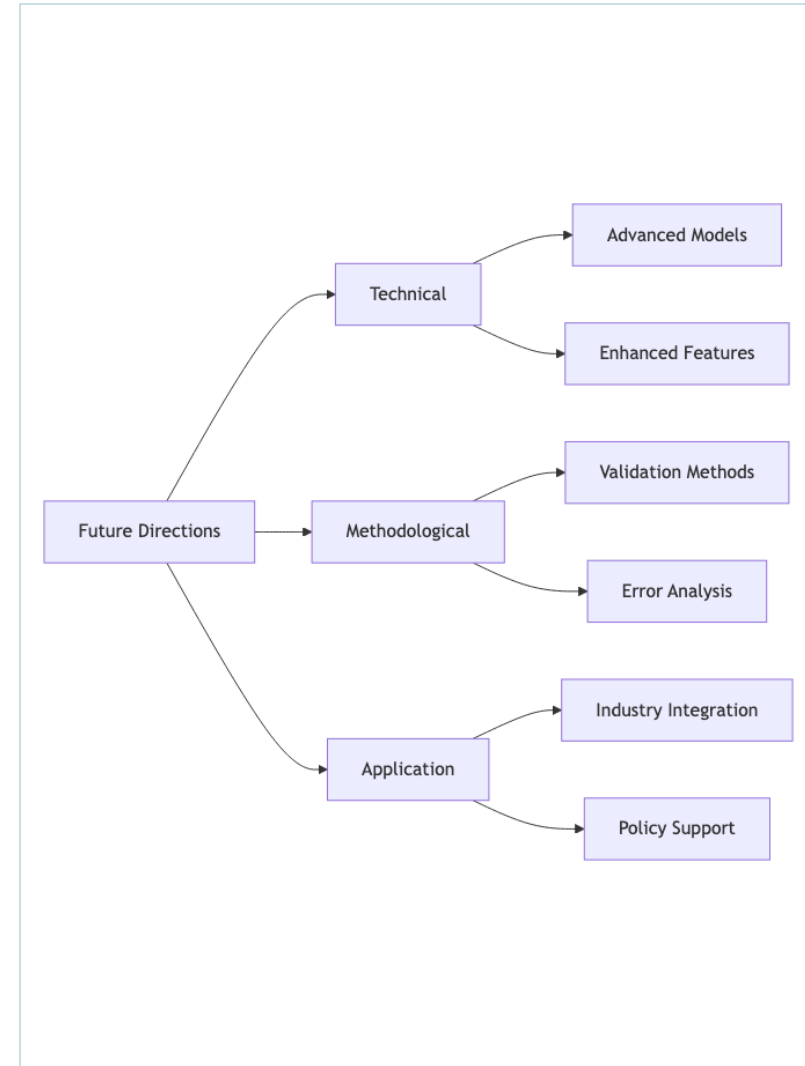 Future Directions
Technical
Advanced Models
Enhanced Features
Methodological
Validation Methods
Error Analysis
Application
Industry Integration
Policy Support